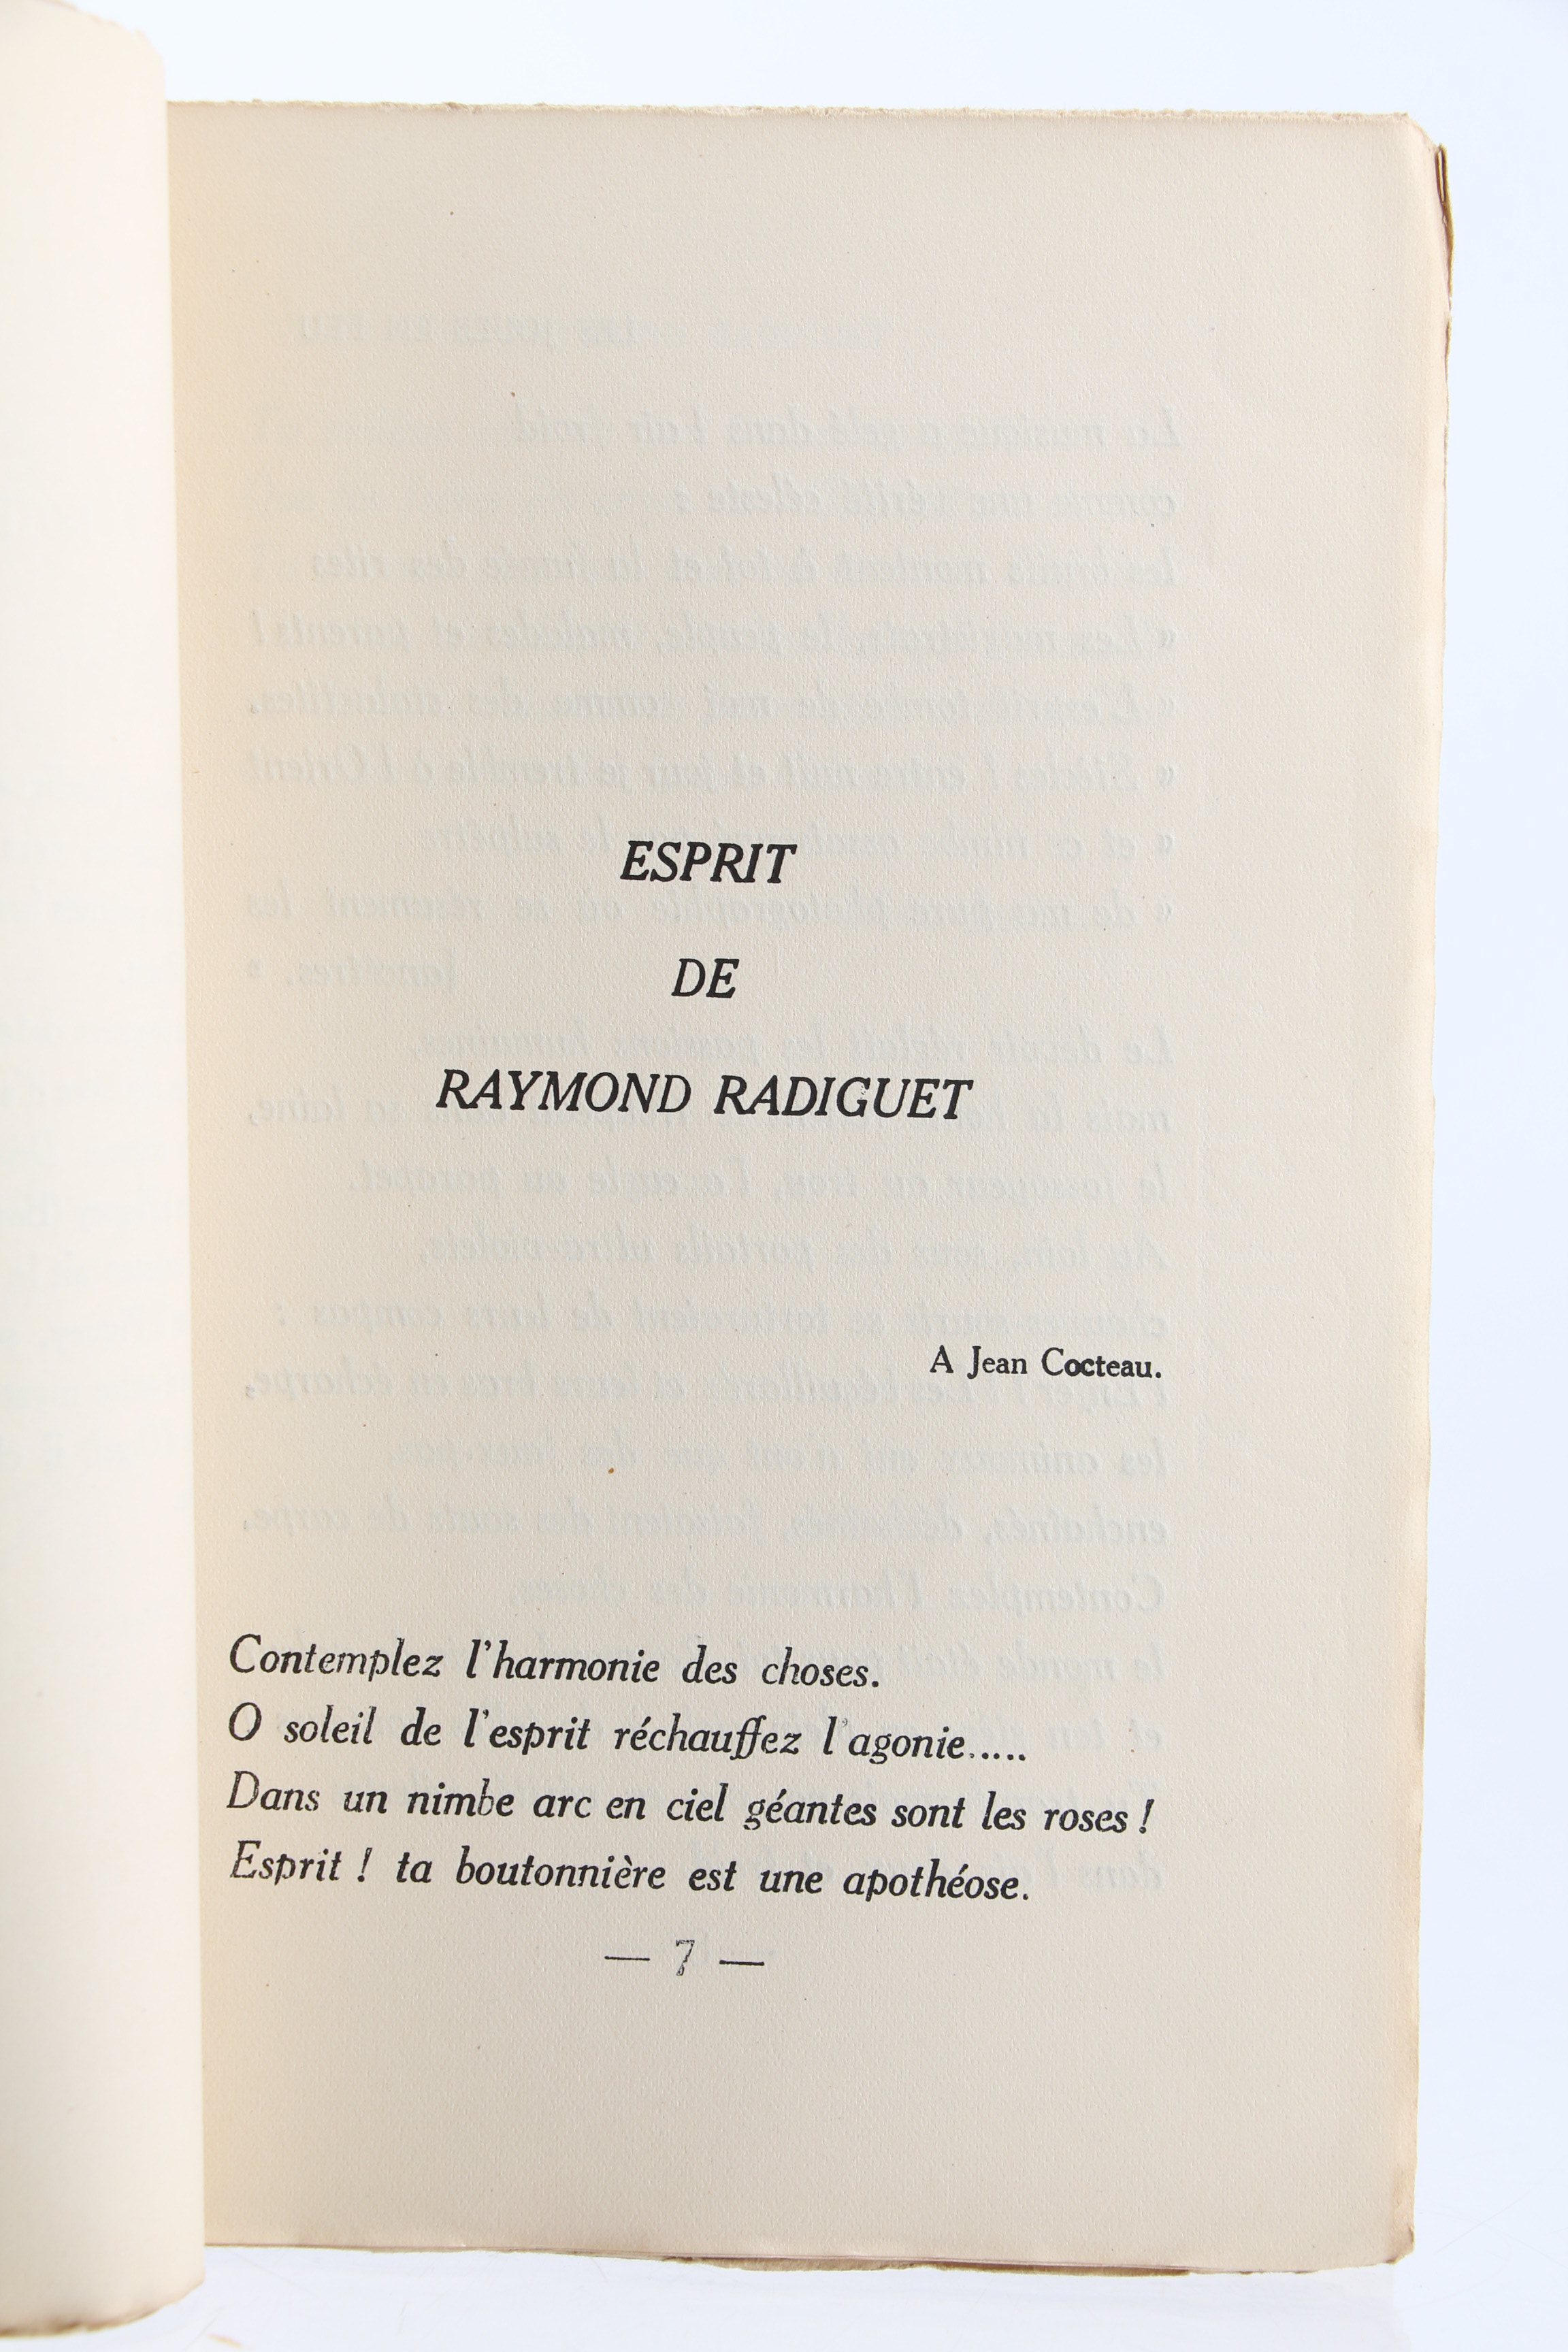 ESPRIT
DE
RAYMOND RADIGUET
A Jean Cocteau.
Contemplez l'harmonie des choses.
O soleil de l'esprit réchauffez l'agonie.....
Dans un nimbe arc en ciel géantes sont les roses !
Esprit ! ta boutonnière est une apothéose.
— 7 —